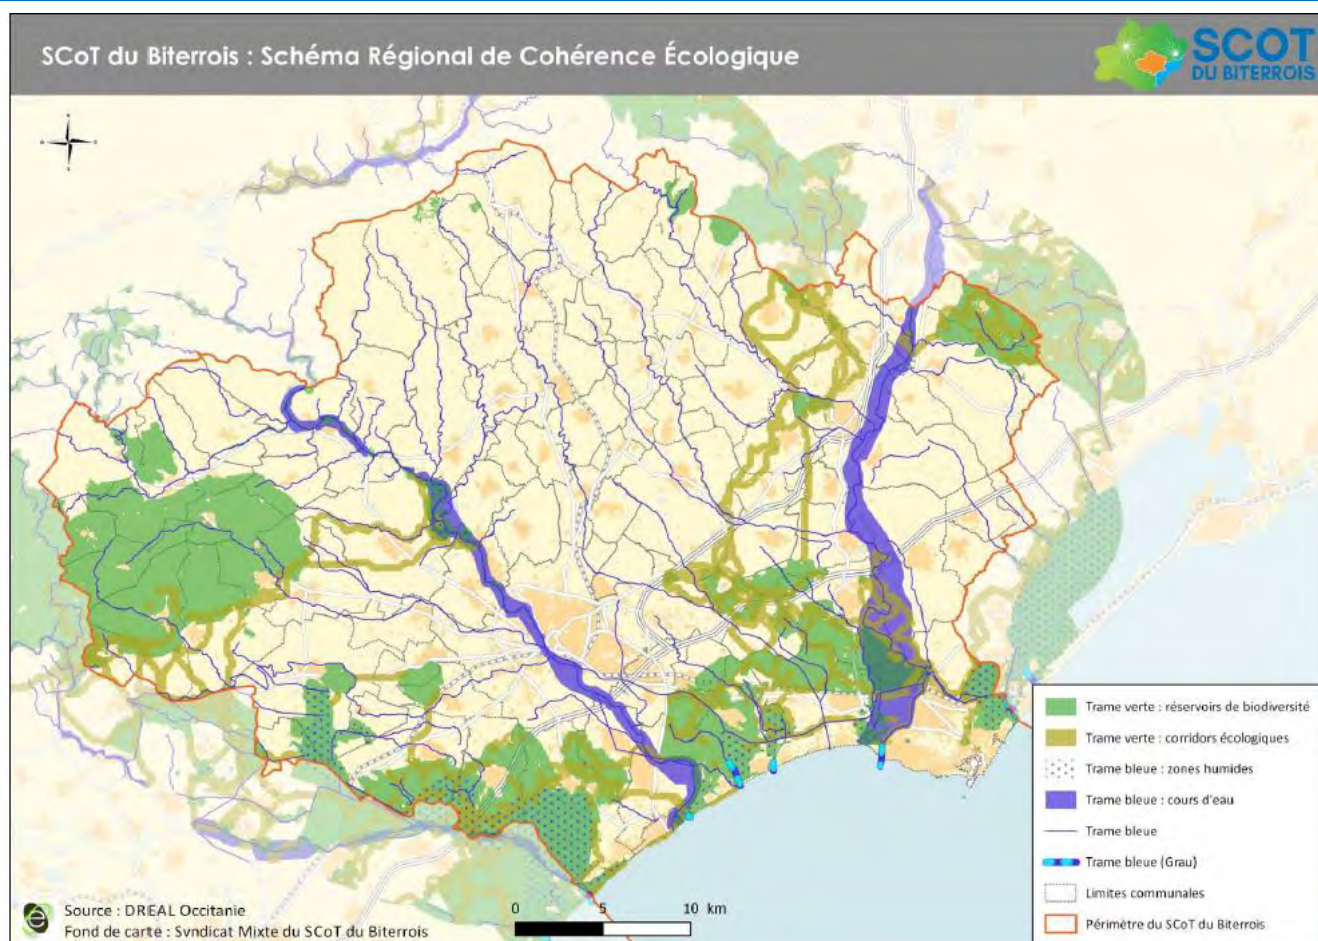 SCoT du Biterrois : Schéma Régional de Cohérence Écologique
SCOT
DU BITERROIS
Trame verte : réservoirs de biodiversité
Trame verte : corridors écologiques
Trame bleue : zones humides
Trame bleue : cours d'eau
Trame bleue
Trame bleue (Grau)
Limites communales
Périmètre du SCoT du Biterrois
0 5 10 km
Source : DREAL Occitanie
Fond de carte : Syndicat Mixte du SCoT du Biterrois